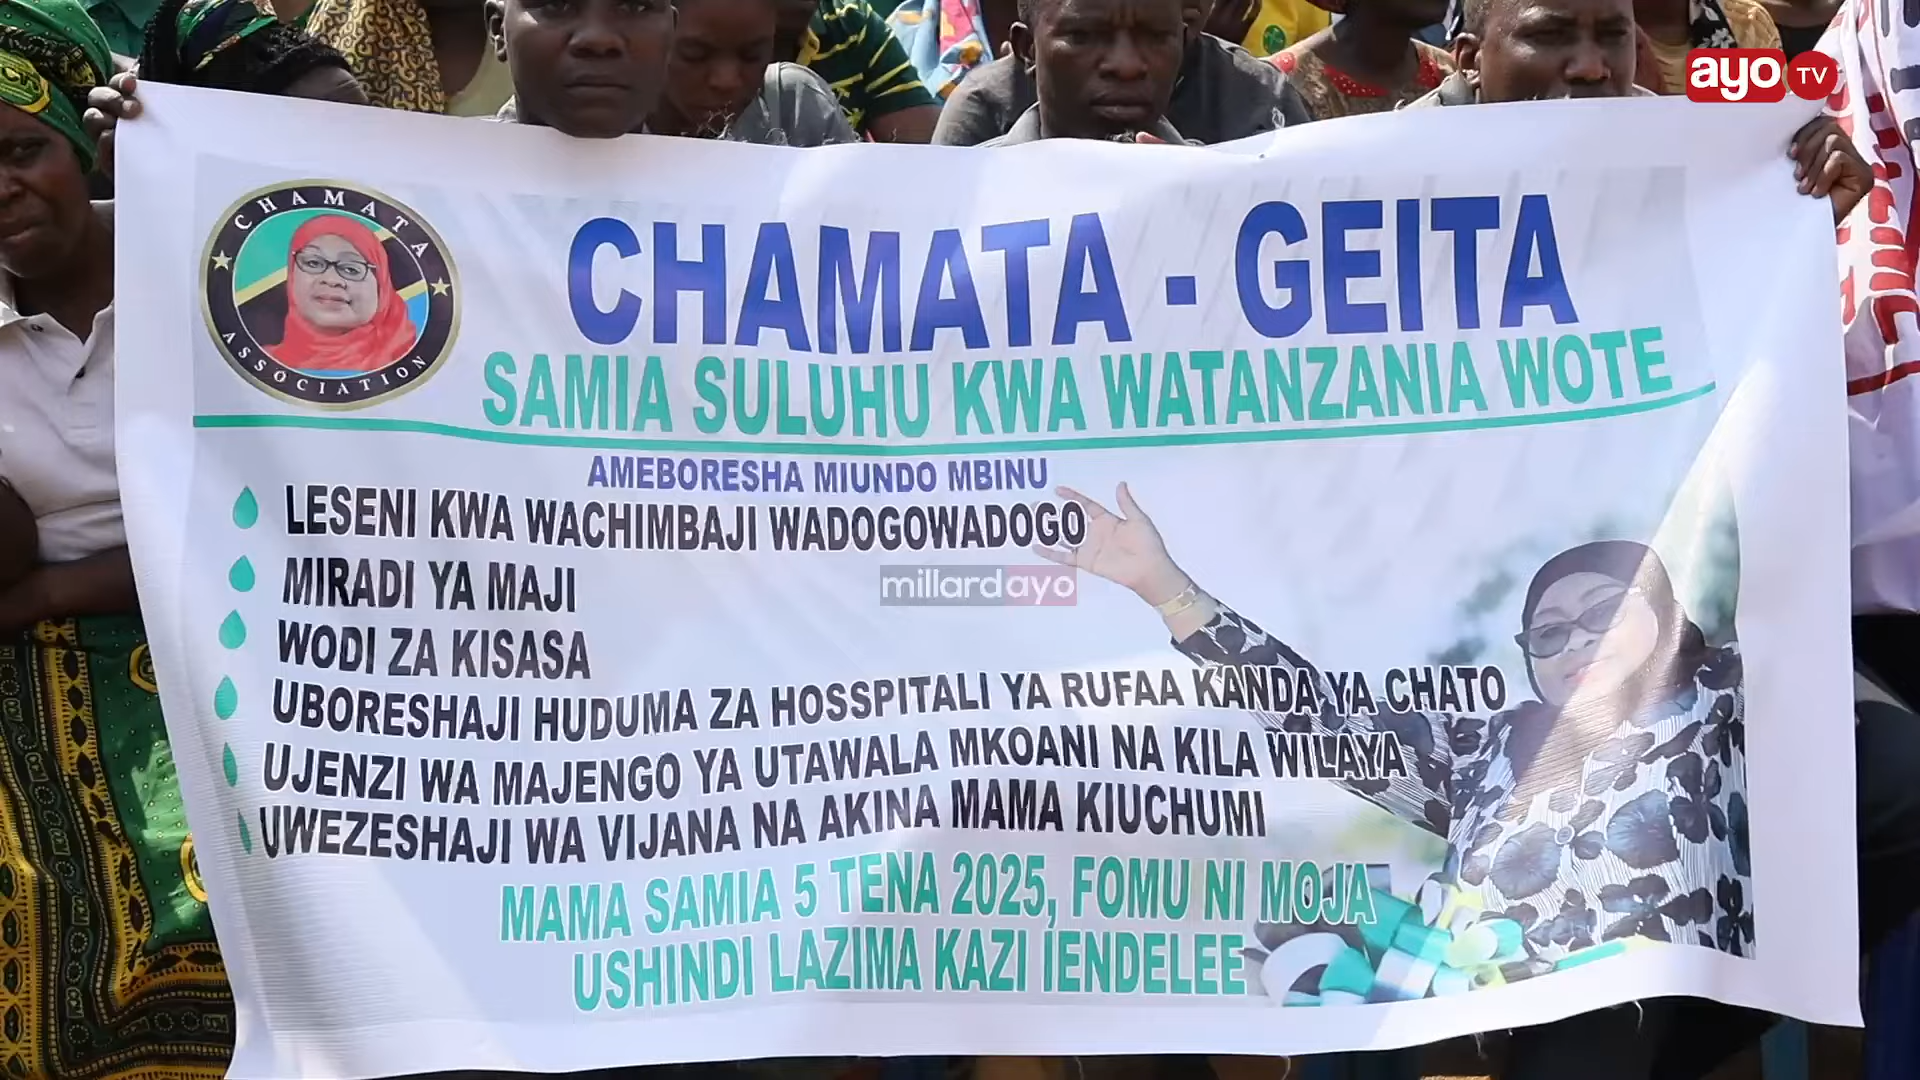 ayo TV
CHAMATA
ASSOCIATION
CHAMATA - GEITA
SAMIA SULUHU KWA WATANZANIA WOTE
AMEBORESHA MIUNDO MBINU
LESENI KWA WACHIMBAJI WADOGOWADOGO
MIRADI YA MAJI
millardayo
WODI ZA KISASA
UBORESHAJI HUDUMA ZA HOSSPITALI YA RUFAA KANDA YA CHATO
UJENZI WA MAJENGO YA UTAWALA MKOANI NA KILA WILAYA
UWEZESHAJI WA VIJANA NA AKINA MAMA KIUCHUMI
MAMA SAMIA 5 TENA 2025, FOMU NI MOJA
USHINDI LAZIMA KAZI IENDELEE